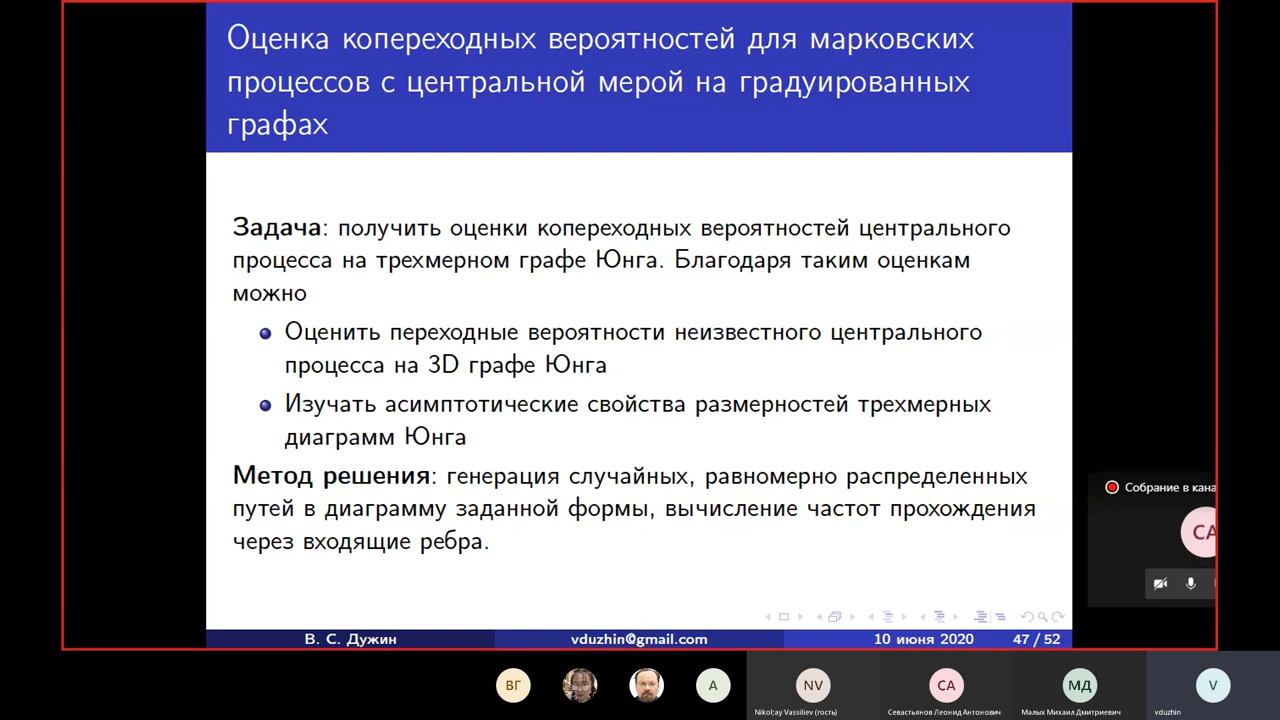 Оценка копереходных вероятностей для марковских
процессов с центральной мерой на градуированных
графах
Задача: получить оценки копереходных вероятностей центрального
процесса на трехмерном графе Юнга. Благодаря таким оценкам
можно
Оценить переходные вероятности неизвестного центрального
процесса на 3D графе Юнга
Изучать асимптотические свойства размерностей трехмерных
диаграмм Юнга
Метод решения: генерация случайных, равномерно распределенных
путей в диаграмму заданной формы, вычисление частот прохождения
через входящие ребра.
Собрание в кана
СА
В. С. Дужин vduzhin@gmail.com 10 июня 2020 47 / 52
ВГ А NV СА МД V
Nikol;ay Vassiliev (гость) Севастьянов Леонид Антонович Малых Михаил Дмитриевич vduzhin